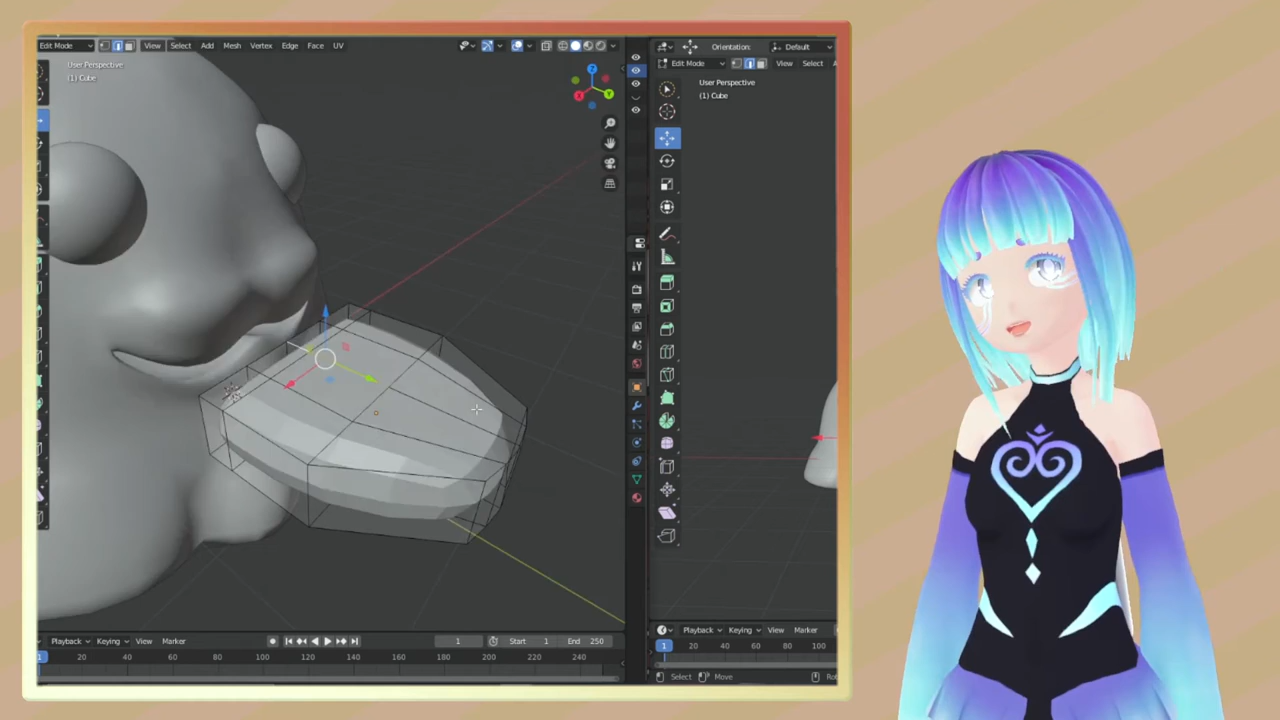 Edit Mode View Select Add Mesh Vertex Edge Face UV
User Perspective
(1) Cube
Z
Y
X
Playback Keying View Marker 1 Start 1 End 250
1 20 40 60 80 100 120 140 160 180 200 220 240
Orientation: Default
Edit Mode View Select
User Perspective
(1) Cube
Playback Keying View Marker
1 20 40 60 80 100
Select Move